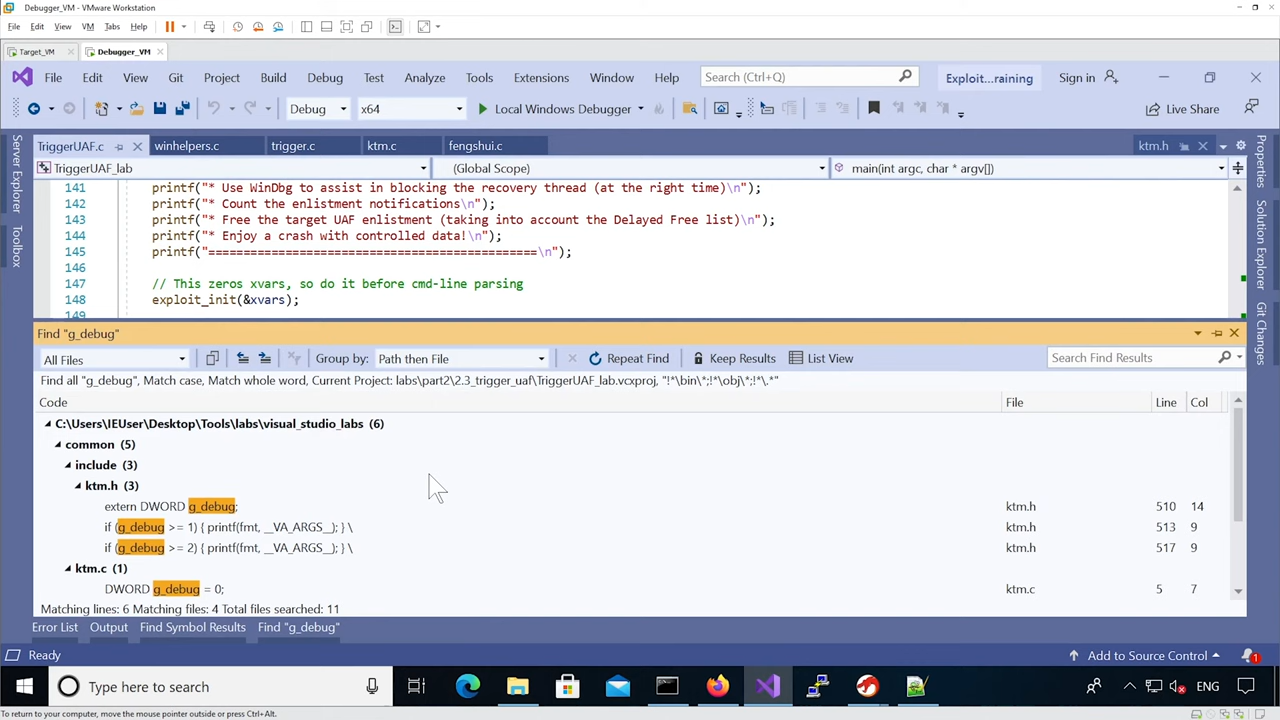 Debugger_VM - VMware Workstation
File Edit View VM Tabs Help
Target_VM Debugger_VM
File Edit View Git Project Build Debug Test Analyze Tools Extensions Window Help Search (Ctrl+Q) Exploit...raining Sign in
Debug x64 Local Windows Debugger Live Share
TriggerUAF.c winhelpers.c trigger.c ktm.c fengshui.c ktm.h
TriggerUAF_lab (Global Scope) main(int argc, char * argv[])
141 printf("* Use WinDbg to assist in blocking the recovery thread (at the right time)\n");
142 printf("* Count the enlistment notifications\n");
143 printf("* Free the target UAF enlistment (taking into account the Delayed Free list)\n");
144 printf("* Enjoy a crash with controlled data!\n");
145 printf("===========================================\n");
146
147 // This zeros xvars, so do it before cmd-line parsing
148 exploit_init(&xvars);
149
Server Explorer
Toolbox
Properties
Solution Explorer
Git Changes
Find "g_debug"
All Files Group by: Path then File Repeat Find Keep Results List View Search Find Results
Find all "g_debug", Match case, Match whole word, Current Project: labs\part2\2.3_trigger_uaf\TriggerUAF_lab.vcxproj, "!*\bin\*;!*\obj\*;!*\.*"
Code File Line Col
C:\Users\IEUser\Desktop\Tools\labs\visual_studio_labs (6)
common (5)
include (3)
ktm.h (3)
extern DWORD g_debug; ktm.h 510 14
if (g_debug >= 1) { printf(fmt, __VA_ARGS__); } \ ktm.h 513 9
if (g_debug >= 2) { printf(fmt, __VA_ARGS__); } \ ktm.h 517 9
ktm.c (1)
DWORD g_debug = 0; ktm.c 5 7
Matching lines: 6 Matching files: 4 Total files searched: 11
Error List Output Find Symbol Results Find "g_debug"
Ready Add to Source Control 1
Type here to search ENG
To return to your computer, move the mouse pointer outside or press Ctrl+Alt.